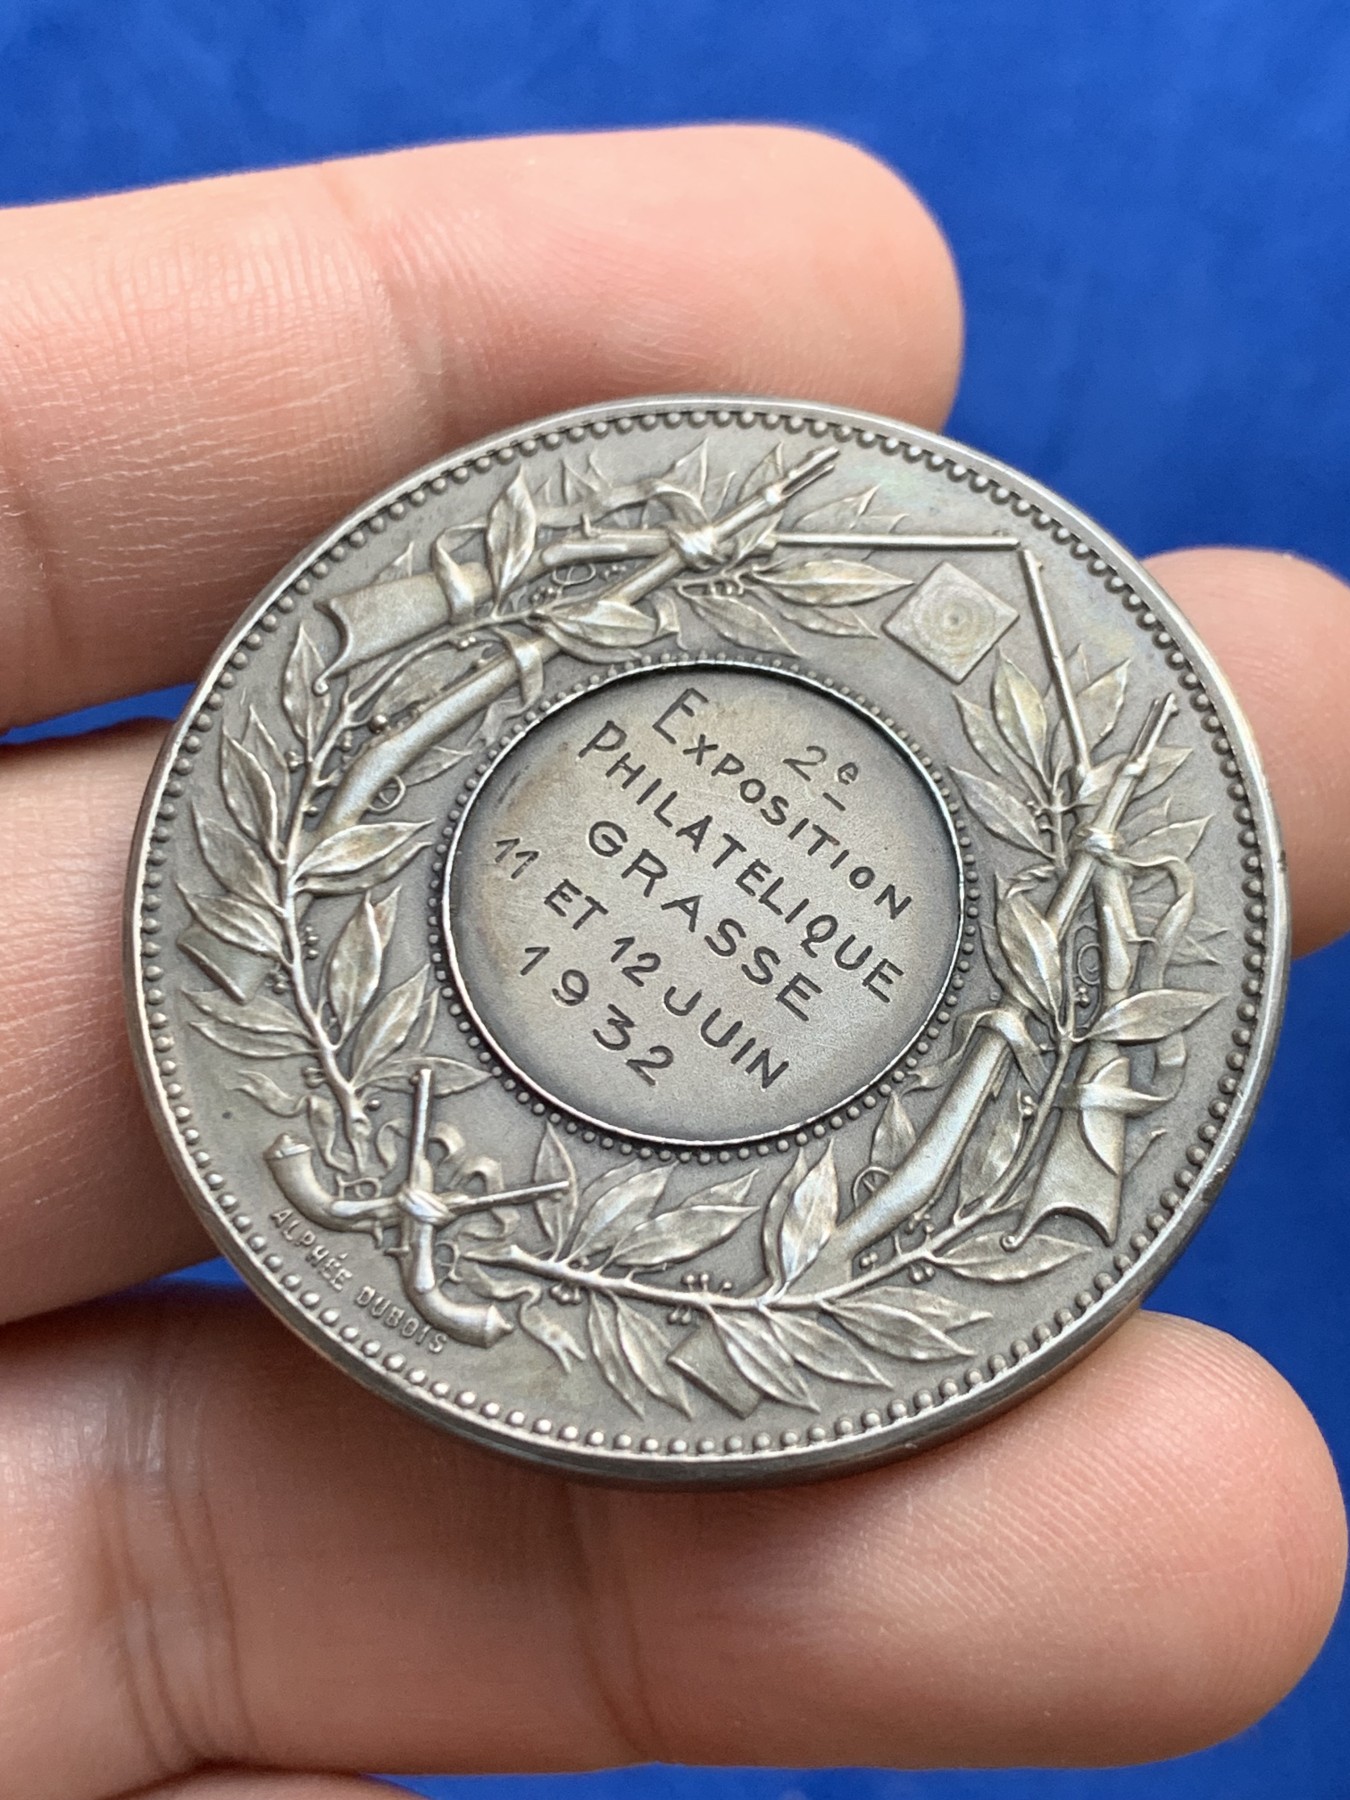 2e
EXPOSITION
PHILATELIQUE
GRASSE
11 ET 12 JUIN
1932
ALPHÉE DUBOIS